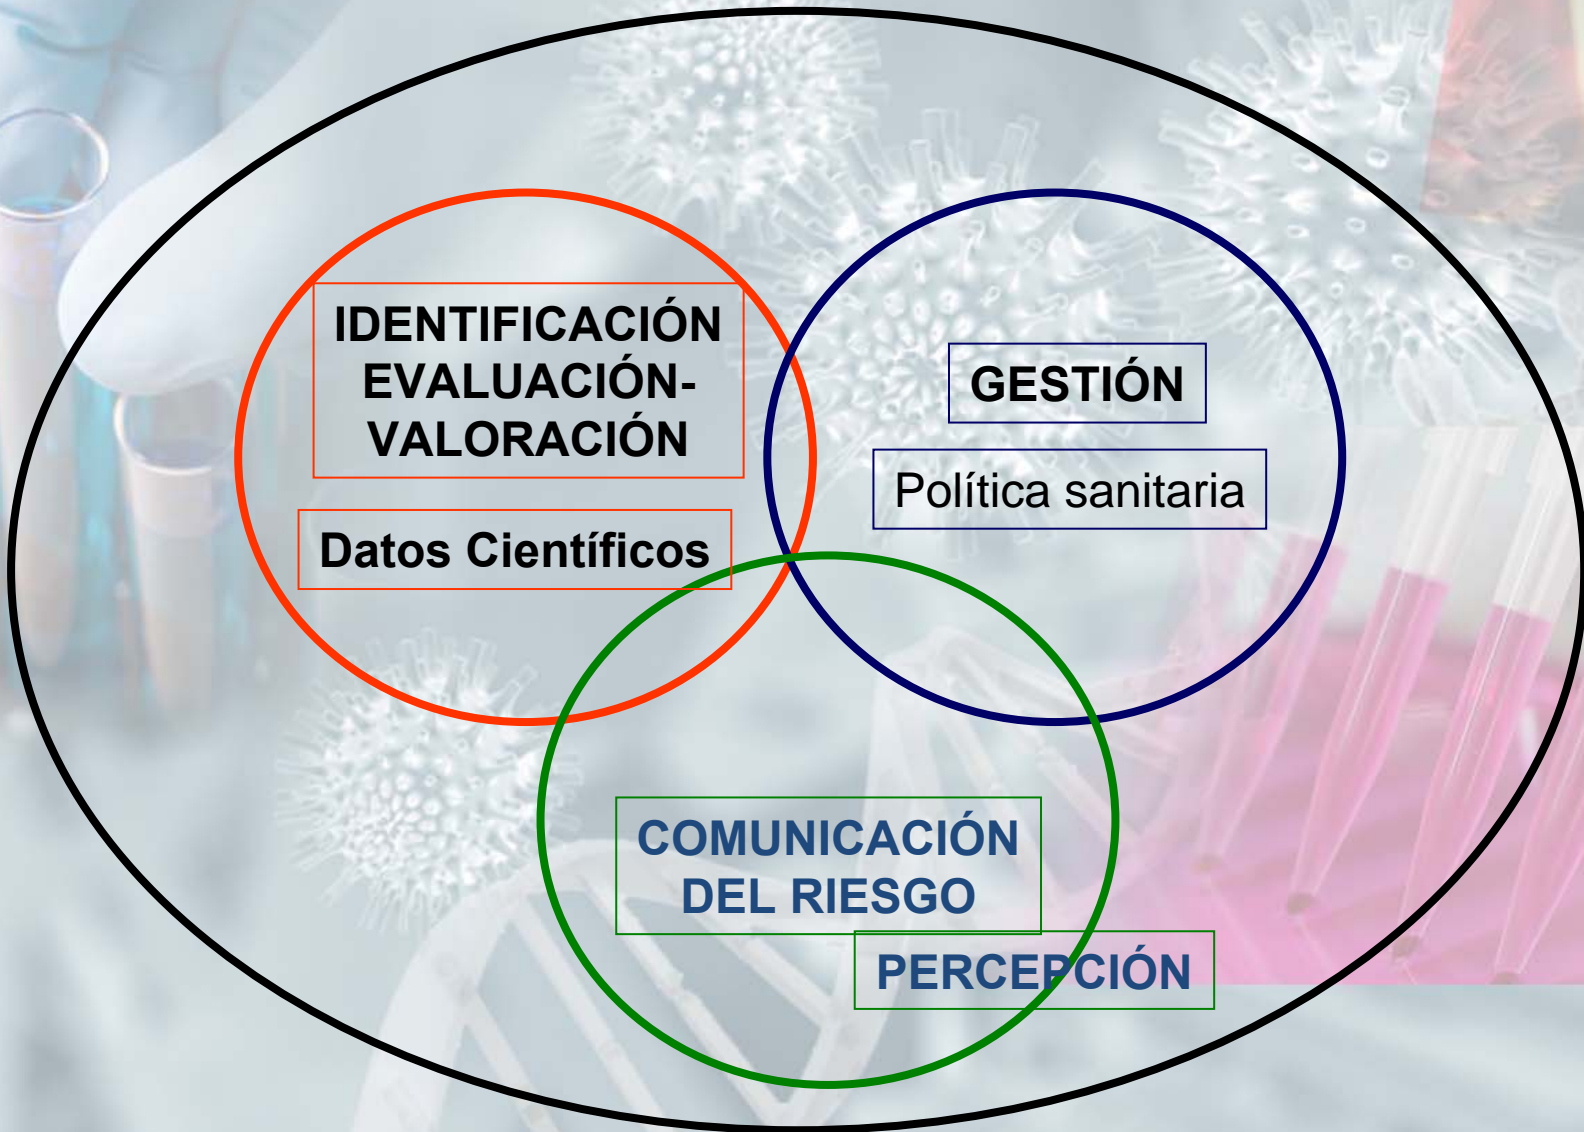 IDENTIFICACIÓN
EVALUACIÓN-
VALORACIÓN
Datos Científicos
GESTIÓN
Política sanitaria
COMUNICACIÓN
DEL RIESGO
PERCEPCIÓN